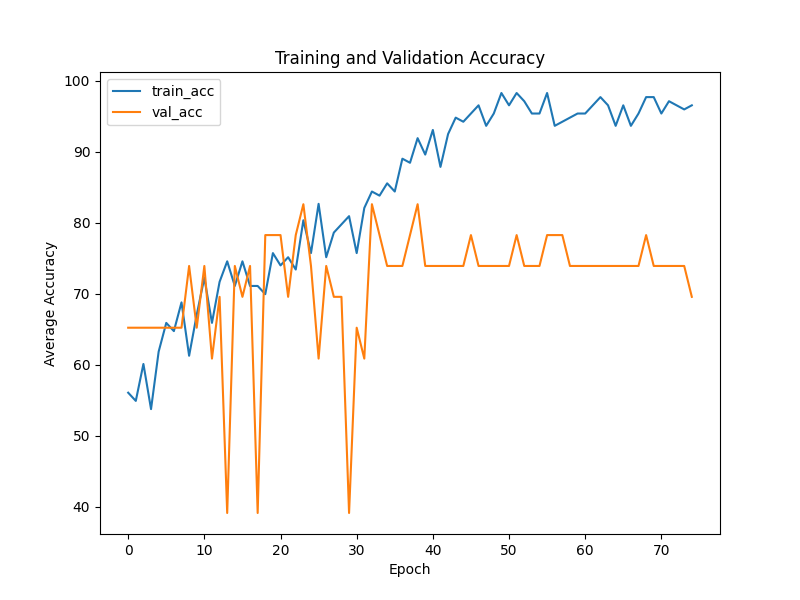 Training and Validation Accuracy
train_acc
val_acc
100
90
80
70
60
50
40
Average Accuracy
0 10 20 30 40 50 60 70
Epoch